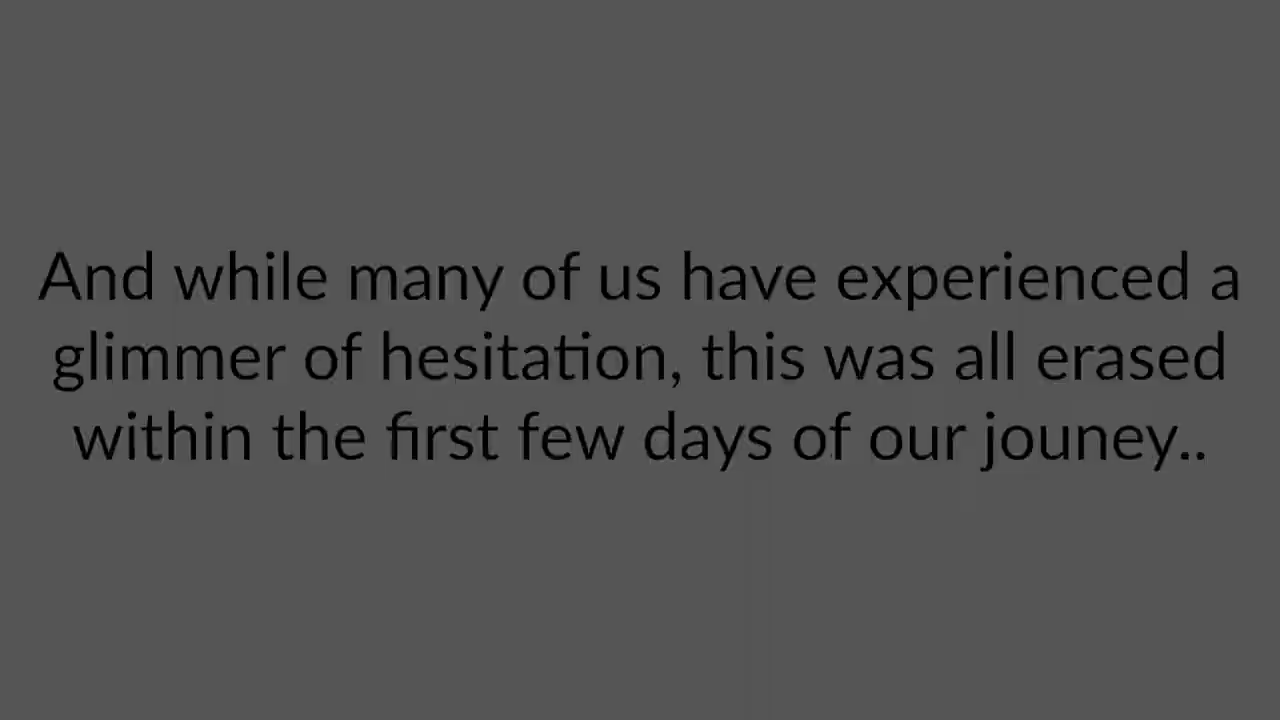 And while many of us have experienced a
glimmer of hesitation, this was all erased
within the first few days of our jouney..